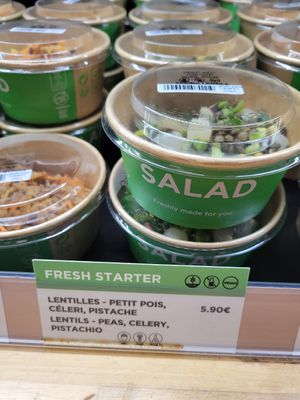 SALAD
Freshly made for you
FRESH STARTER
LENTILLES - PETIT POIS,
CÉLERI, PISTACHE
5.90€
LENTILS - PEAS, CELERY,
PISTACHIO